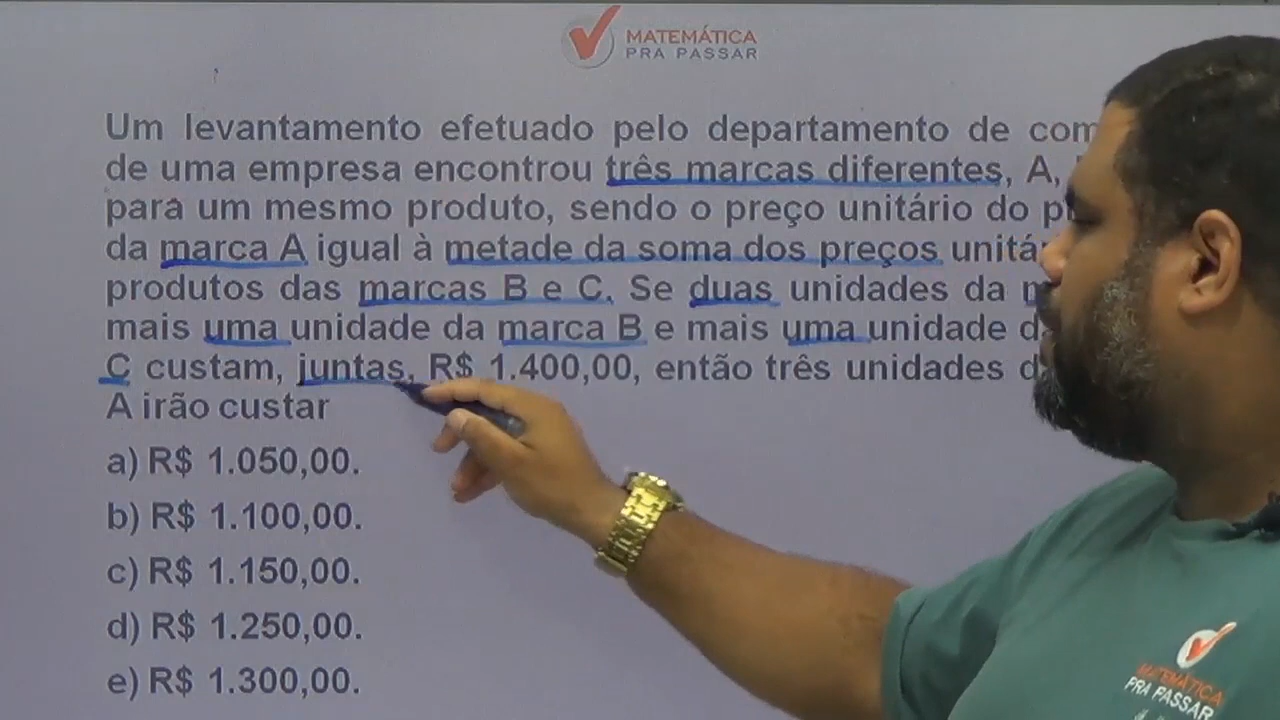 MATEMÁTICA
PRA PASSAR
Um levantamento efetuado pelo departamento de
de uma empresa encontrou três marcas diferentes, A,
para um mesmo produto, sendo o preço unitário do
da marca A igual à metade da soma dos preços
produtos das marcas B e C. Se duas unidades da
mais uma unidade da marca B e mais uma unidade
C custam, juntas, R$ 1.400,00, então três unidades
A irão custar
a) R$ 1.050,00.
b) R$ 1.100,00.
c) R$ 1.150,00.
d) R$ 1.250,00.
e) R$ 1.300,00.
MATEMÁTICA
PRA PASSAR